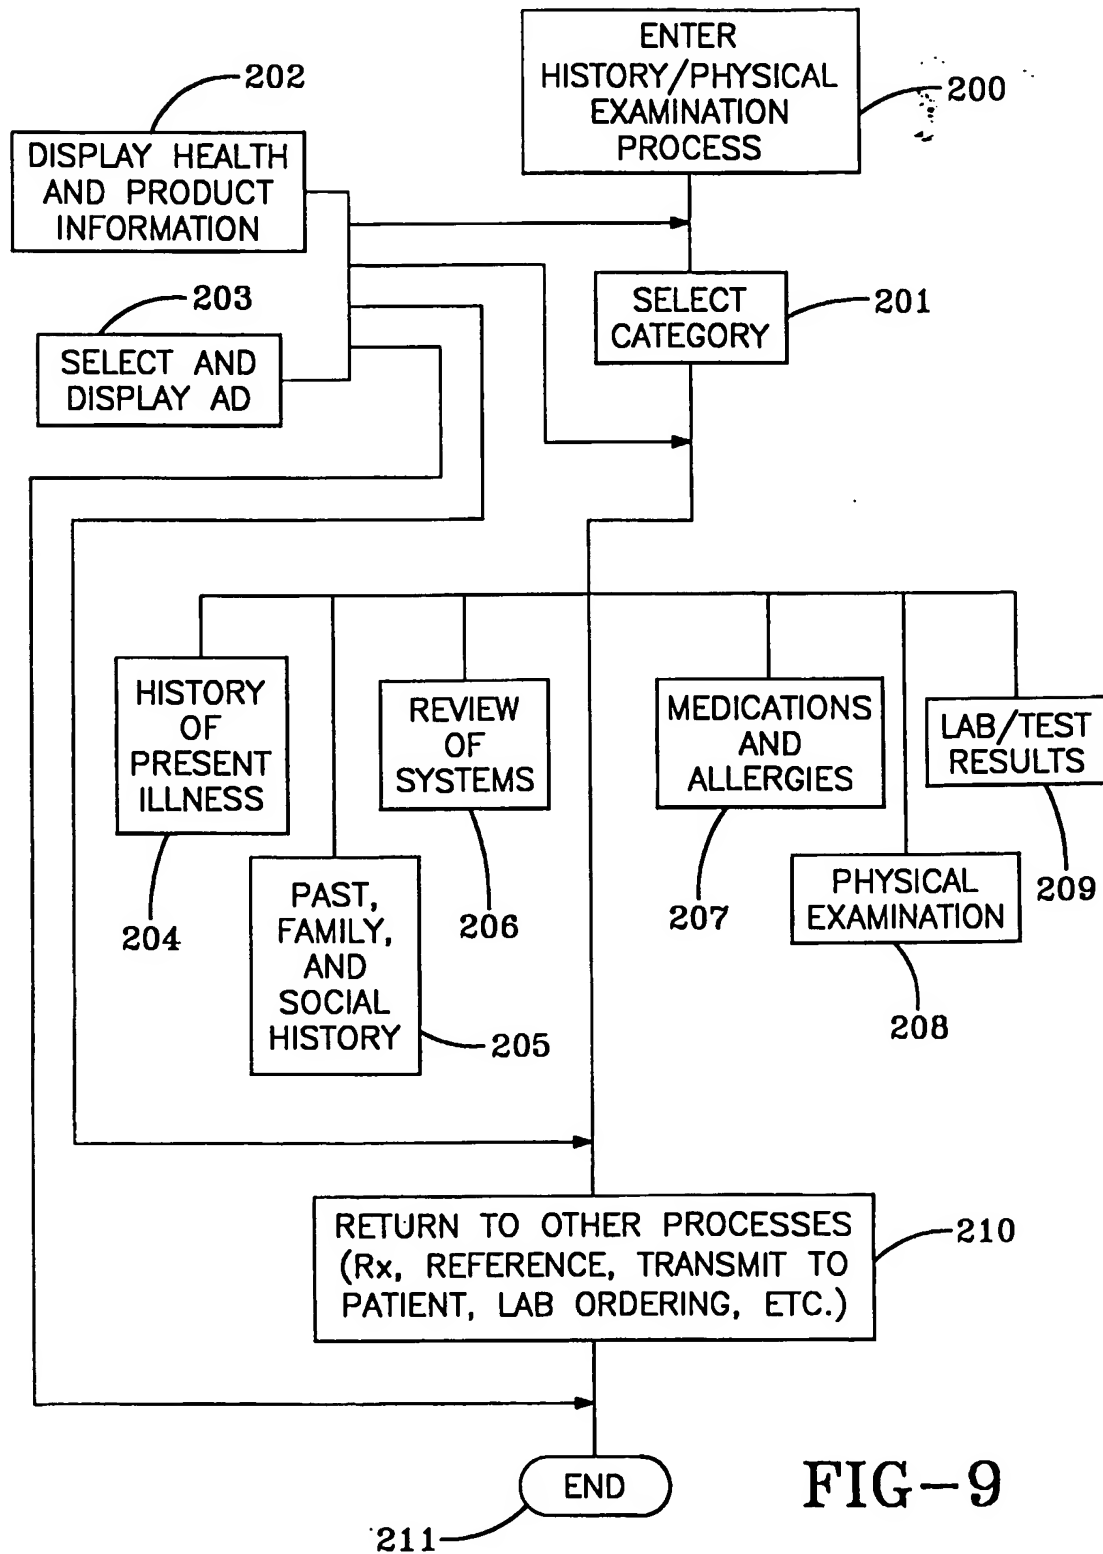 ENTER
HISTORY/PHYSICAL
EXAMINATION
PROCESS
200
202
DISPLAY HEALTH
AND PRODUCT
INFORMATION
203
SELECT AND
DISPLAY AD
SELECT
CATEGORY
201
HISTORY
OF
PRESENT
ILLNESS
204
PAST,
FAMILY,
AND
SOCIAL
HISTORY
205
REVIEW
OF
SYSTEMS
206
MEDICATIONS
AND
ALLERGIES
207
PHYSICAL
EXAMINATION
208
LAB/TEST
RESULTS
209
RETURN TO OTHER PROCESSES
(Rx, REFERENCE, TRANSMIT TO
PATIENT, LAB ORDERING, ETC.)
210
END
211
FIG-9